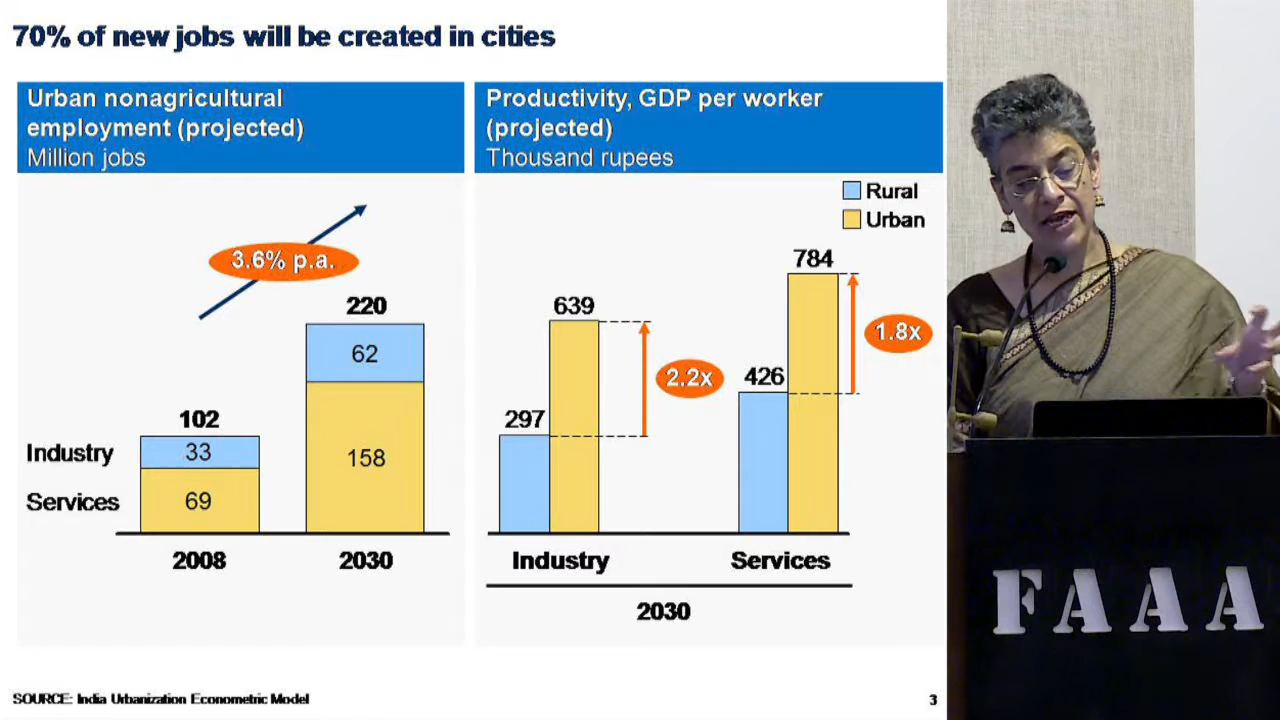 70% of new jobs will be created in cities
Urban nonagricultural
employment (projected)
Million jobs
3.6% p.a.
220
62
158
102
33
69
Industry
Services
2008
2030
Productivity, GDP per worker
(projected)
Thousand rupees
Rural
Urban
639
297
2.2x
784
426
1.8x
Industry
Services
2030
SOURCE: India Urbanization Econometric Model
3
FAAA